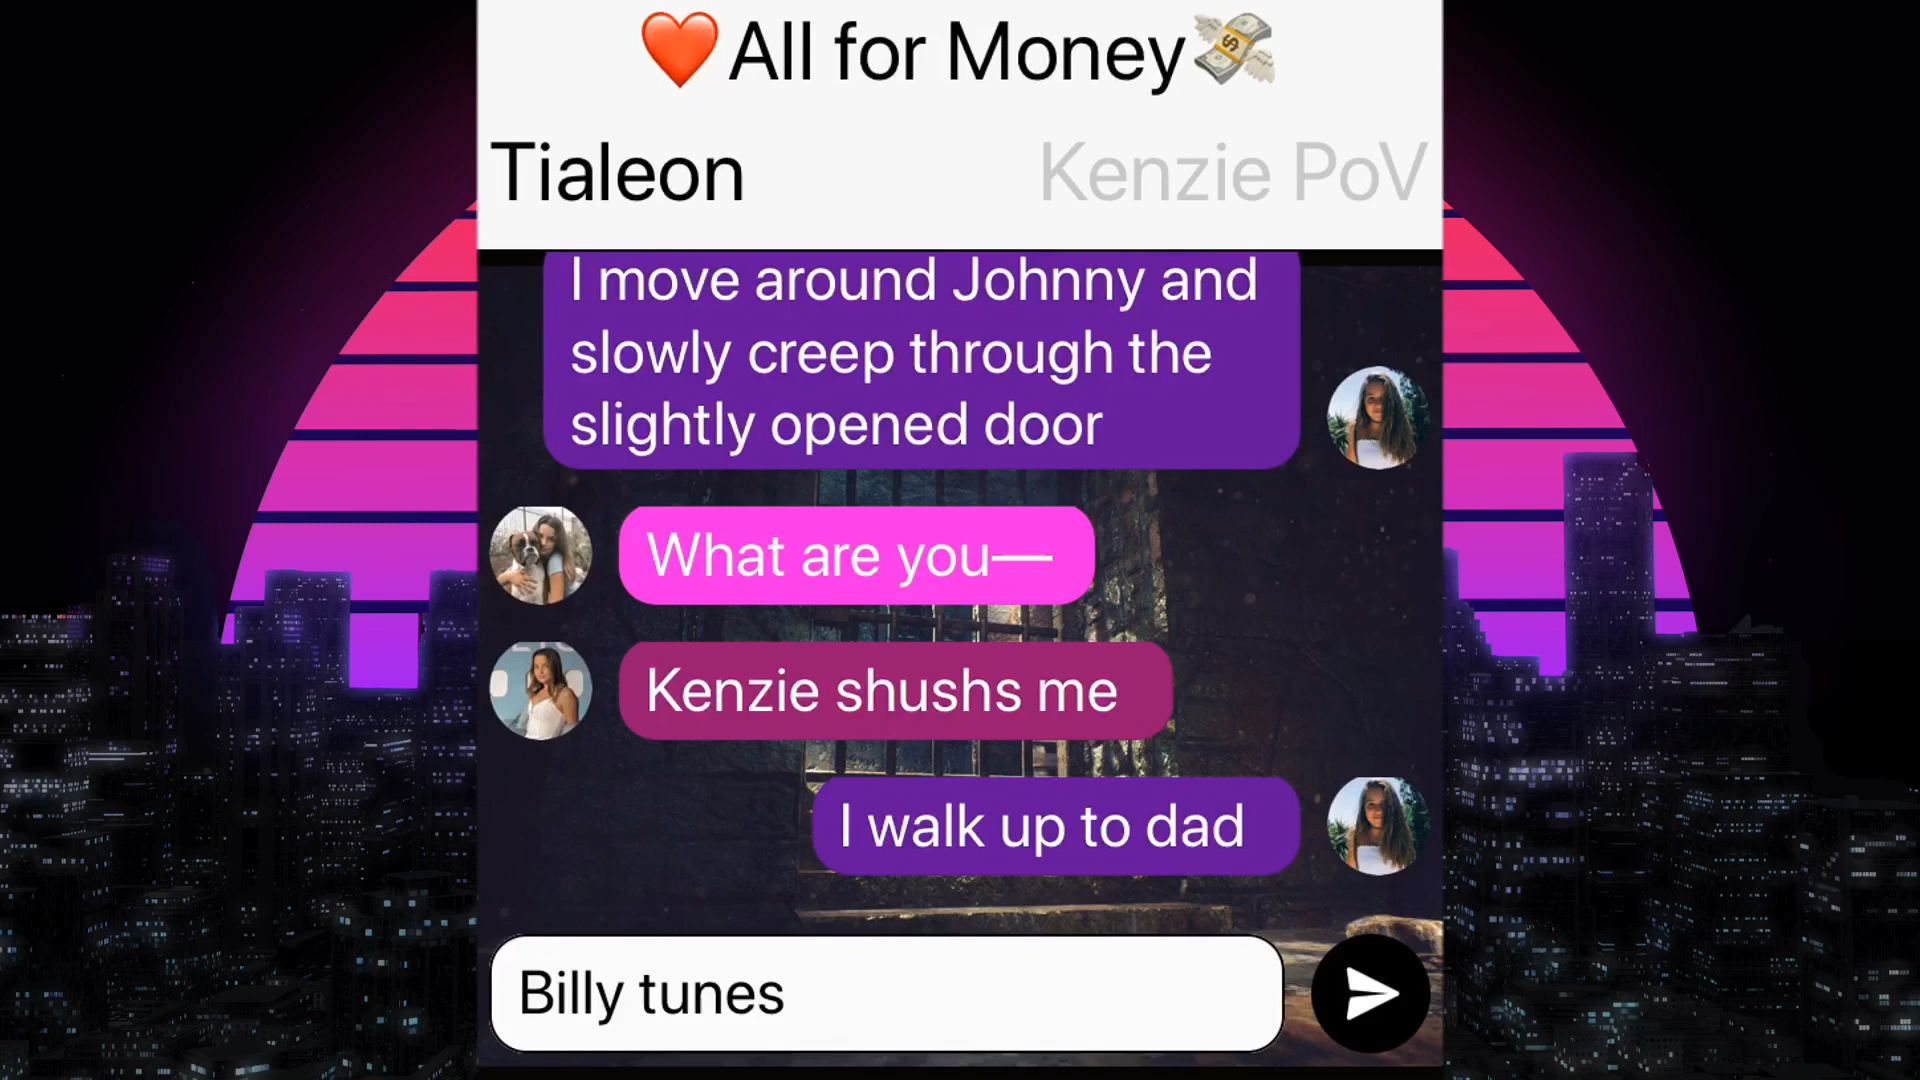 ❤️All for Money💸
Tialeon
Kenzie PoV
I move around Johnny and
slowly creep through the
slightly opened door
What are you—
Kenzie shushs me
I walk up to dad
Billy tunes